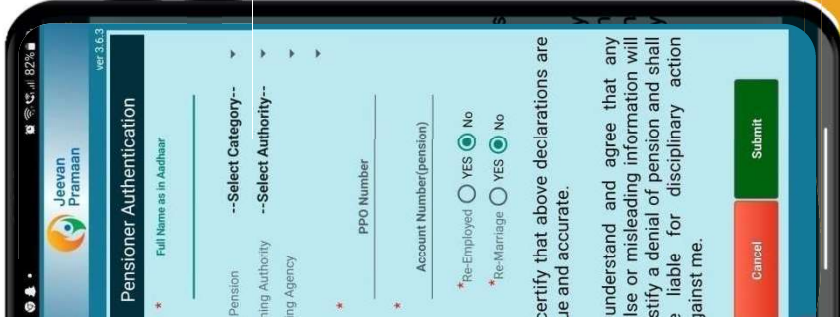 82%
Jeevan
Pramaan
ver 3.6.3
Pensioner Authentication
* Full Name as in Aadhaar
Pension --Select Category--
ning Authority --Select Authority--
ing Agency
* PPO Number
* Account Number(pension)
*Re-Employed YES No
*Re-Marriage YES No
certify that above declarations are
ue and accurate.
understand and agree that any
lse or misleading information will
stify a denial of pension and shall
e liable for disciplinary action
gainst me.
Cancel Submit